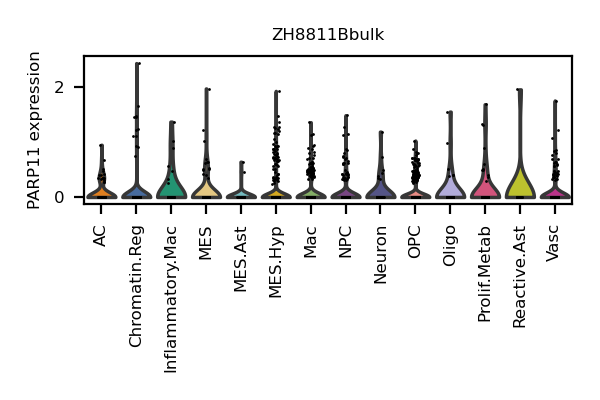 ZH8811Bbulk
PARP11 expression
2
0
AC
Chromatin.Reg
Inflammatory.Mac
MES
MES.Ast
MES.Hyp
Mac
NPC
Neuron
OPC
Oligo
Prolif.Metab
Reactive.Ast
Vasc